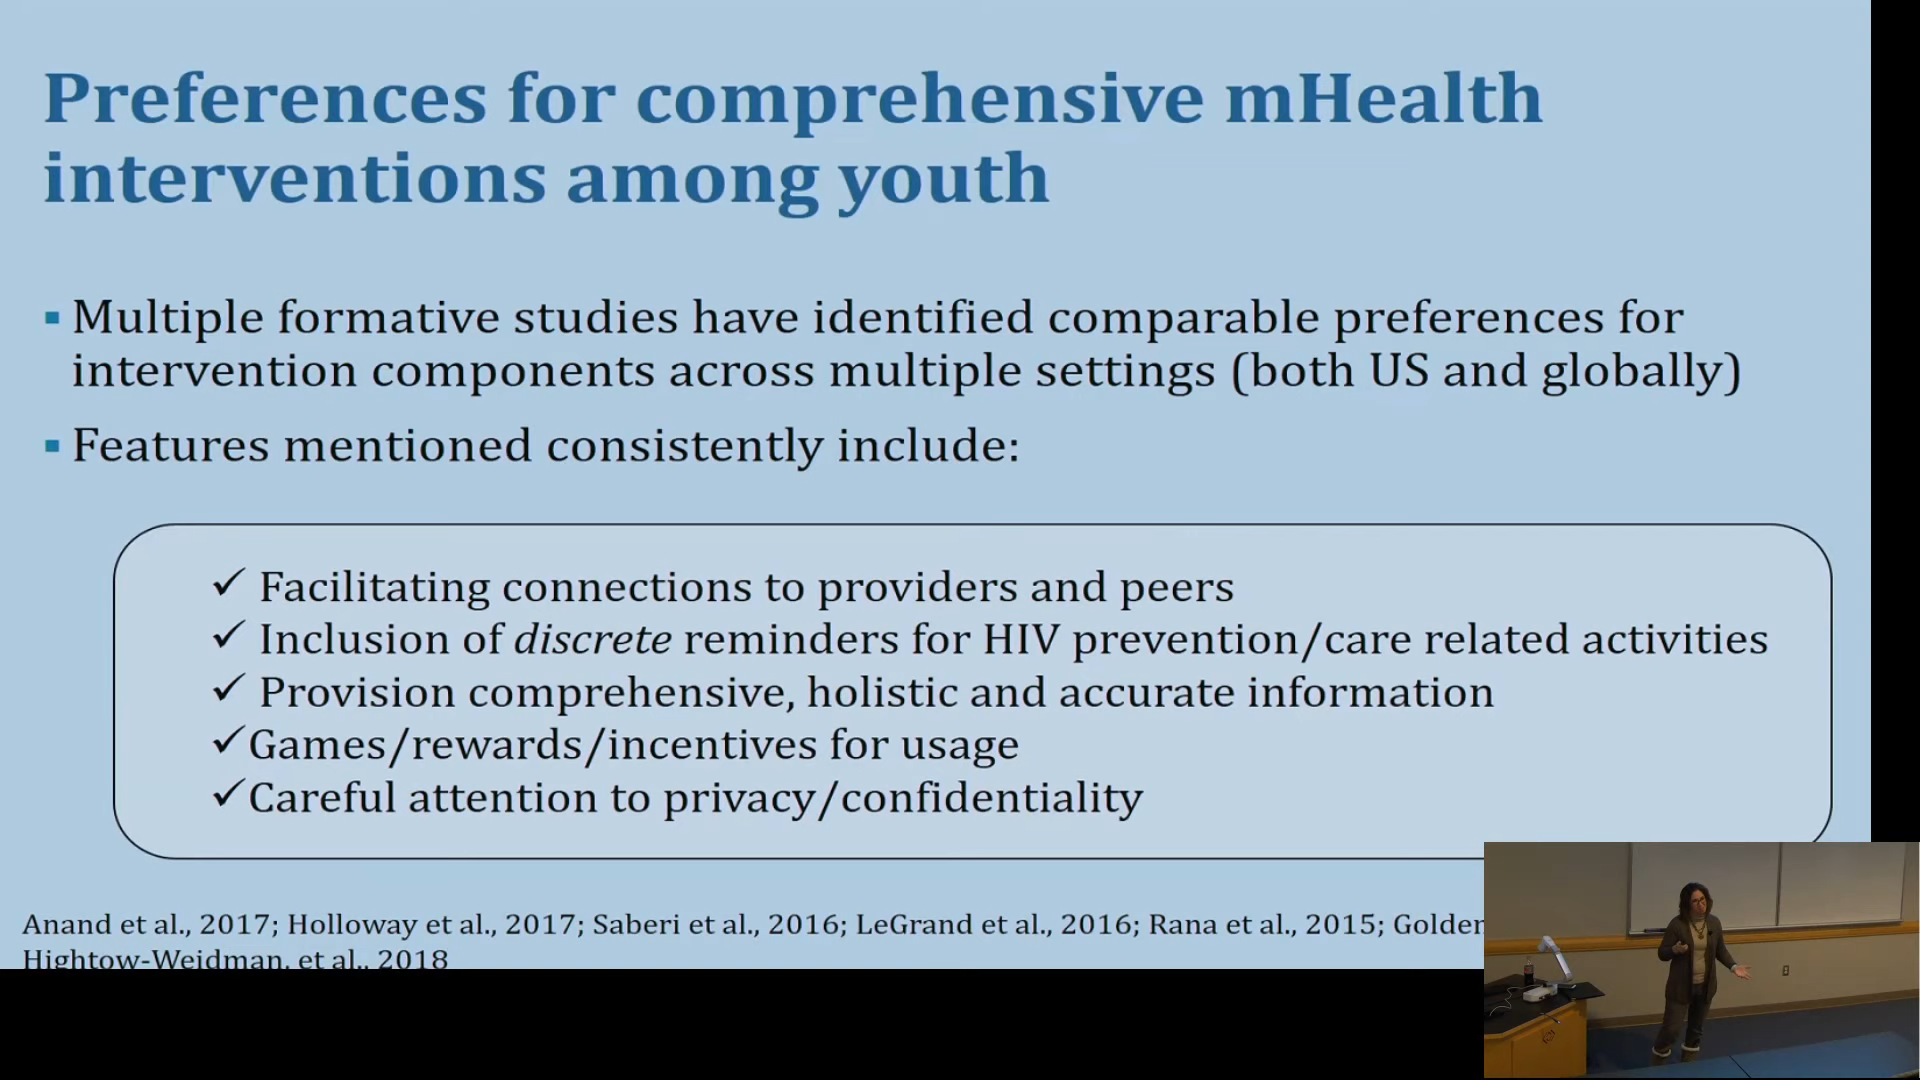 Preferences for comprehensive mHealth
interventions among youth
▪ Multiple formative studies have identified comparable preferences for
intervention components across multiple settings (both US and globally)
▪ Features mentioned consistently include:
✓ Facilitating connections to providers and peers
✓ Inclusion of discrete reminders for HIV prevention/care related activities
✓ Provision comprehensive, holistic and accurate information
✓Games/rewards/incentives for usage
✓Careful attention to privacy/confidentiality
Anand et al., 2017; Holloway et al., 2017; Saberi et al., 2016; LeGrand et al., 2016; Rana et al., 2015; Golden
Hightow-Weidman, et al., 2018